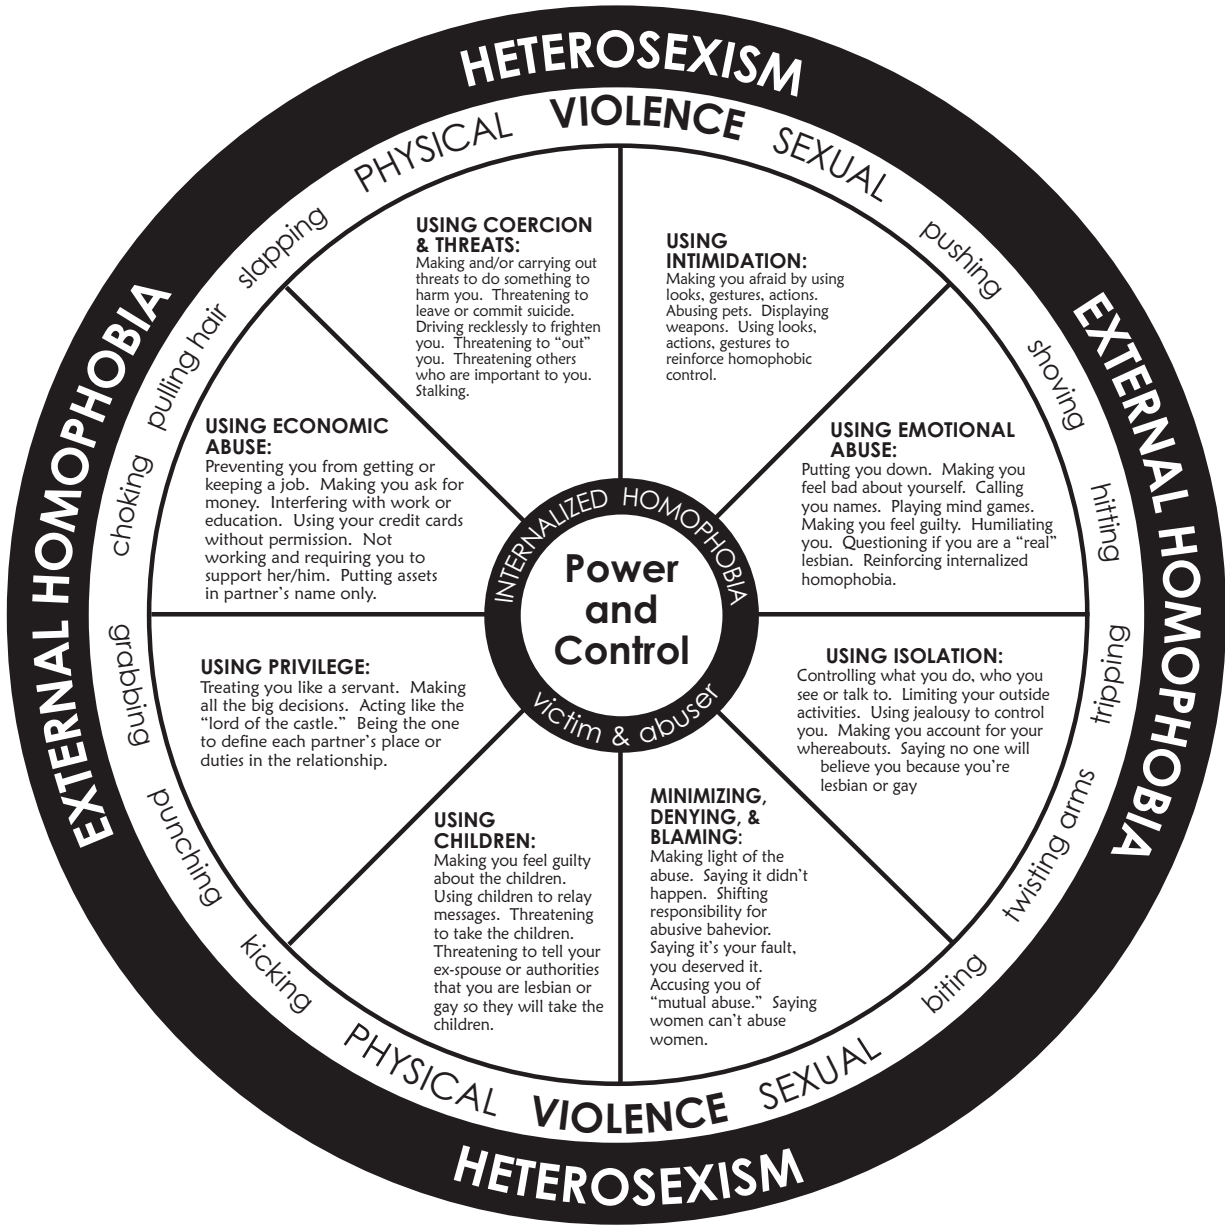 HETEROSEXISM
PHYSICAL VIOLENCE SEXUAL
pushing
shoving
hitting
tripping
twisting arms
biting
EXTERNAL HOMOPHOBIA
slapping
pulling hair
choking
grabbing
punching
kicking
EXTERNAL HOMOPHOBIA
USING COERCION
& THREATS:
Making and/or carrying out
threats to do something to
harm you. Threatening to
leave or commit suicide.
Driving recklessly to frighten
you. Threatening to “out”
you. Threatening others
who are important to you.
Stalking.
USING
INTIMIDATION:
Making you afraid by using
looks, gestures, actions.
Abusing pets. Displaying
weapons. Using looks,
actions, gestures to
reinforce homophobic
control.
USING ECONOMIC
ABUSE:
Preventing you from getting or
keeping a job. Making you ask for
money. Interfering with work or
education. Using your credit cards
without permission. Not
working and requiring you to
support her/him. Putting assets
in partner’s name only.
USING EMOTIONAL
ABUSE:
Putting you down. Making you
feel bad about yourself. Calling
you names. Playing mind games.
Making you feel guilty. Humiliating
you. Questioning if you are a “real”
lesbian. Reinforcing internalized
homophobia.
INTERNALIZED HOMOPHOBIA
Power
and
Control
victim & abuser
USING PRIVILEGE:
Treating you like a servant. Making
all the big decisions. Acting like the
“lord of the castle.” Being the one
to define each partner’s place or
duties in the relationship.
USING ISOLATION:
Controlling what you do, who you
see or talk to. Limiting your outside
activities. Using jealousy to control
you. Making you account for your
whereabouts. Saying no one will
believe you because you’re
lesbian or gay
USING
CHILDREN:
Making you feel guilty
about the children.
Using children to relay
messages. Threatening
to take the children.
Threatening to tell your
ex-spouse or authorities
that you are lesbian or
gay so they will take the
children.
MINIMIZING,
DENYING, &
BLAMING:
Making light of the
abuse. Saying it didn’t
happen. Shifting
responsibility for
abusive bahevior.
Saying it’s your fault,
you deserved it.
Accusing you of
“mutual abuse.” Saying
women can’t abuse
women.
PHYSICAL VIOLENCE SEXUAL
HETEROSEXISM